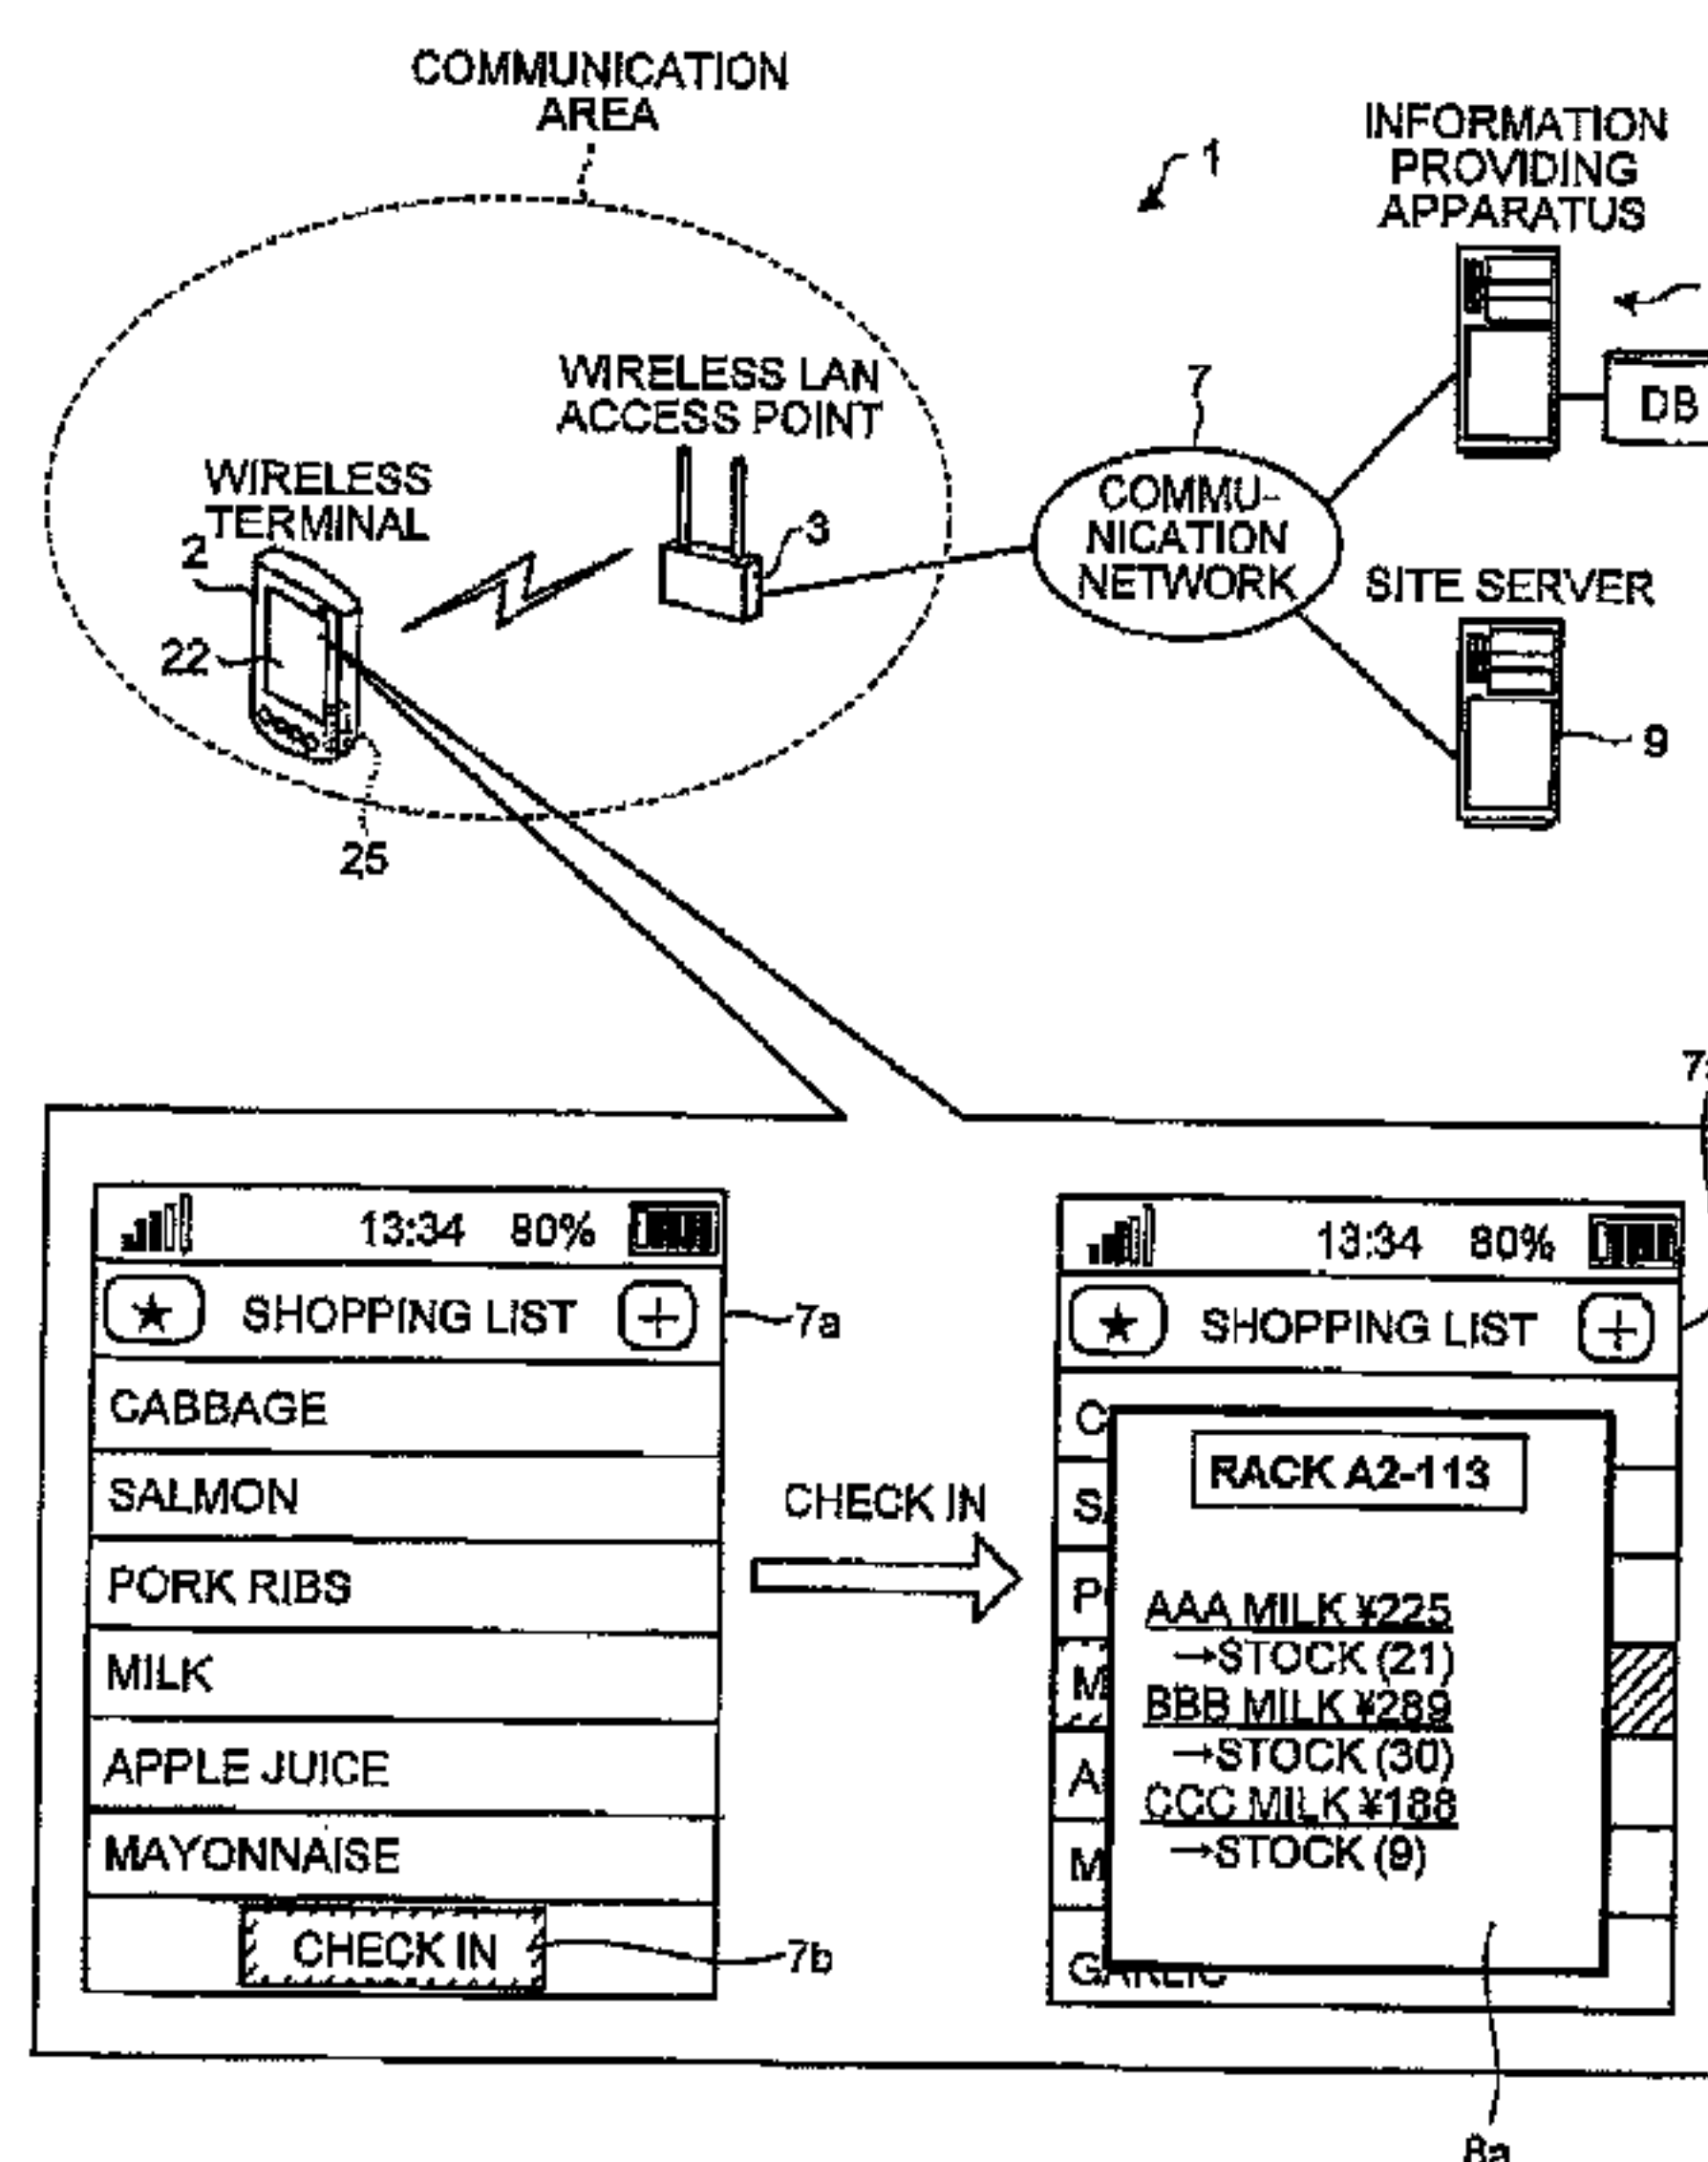 COMMUNICATION
AREA
1
INFORMATION
PROVIDING
APPARATUS
DB
WIRELESS LAN
ACCESS POINT
3
7
COMMU-
NICATION
NETWORK
WIRELESS
TERMINAL
2
22
25
SITE SERVER
9
13:34 80%
★ SHOPPING LIST +
7a
CABBAGE
SALMON
PORK RIBS
MILK
APPLE JUICE
MAYONNAISE
CHECK IN
7b
CHECK IN
13:34 80%
★ SHOPPING LIST +
C
S
P
M
A
M
GARLIC
RACK A2-113
AAA MILK ¥225
→STOCK (21)
BBB MILK ¥289
→STOCK (30)
CCC MILK ¥188
→STOCK (9)
8a